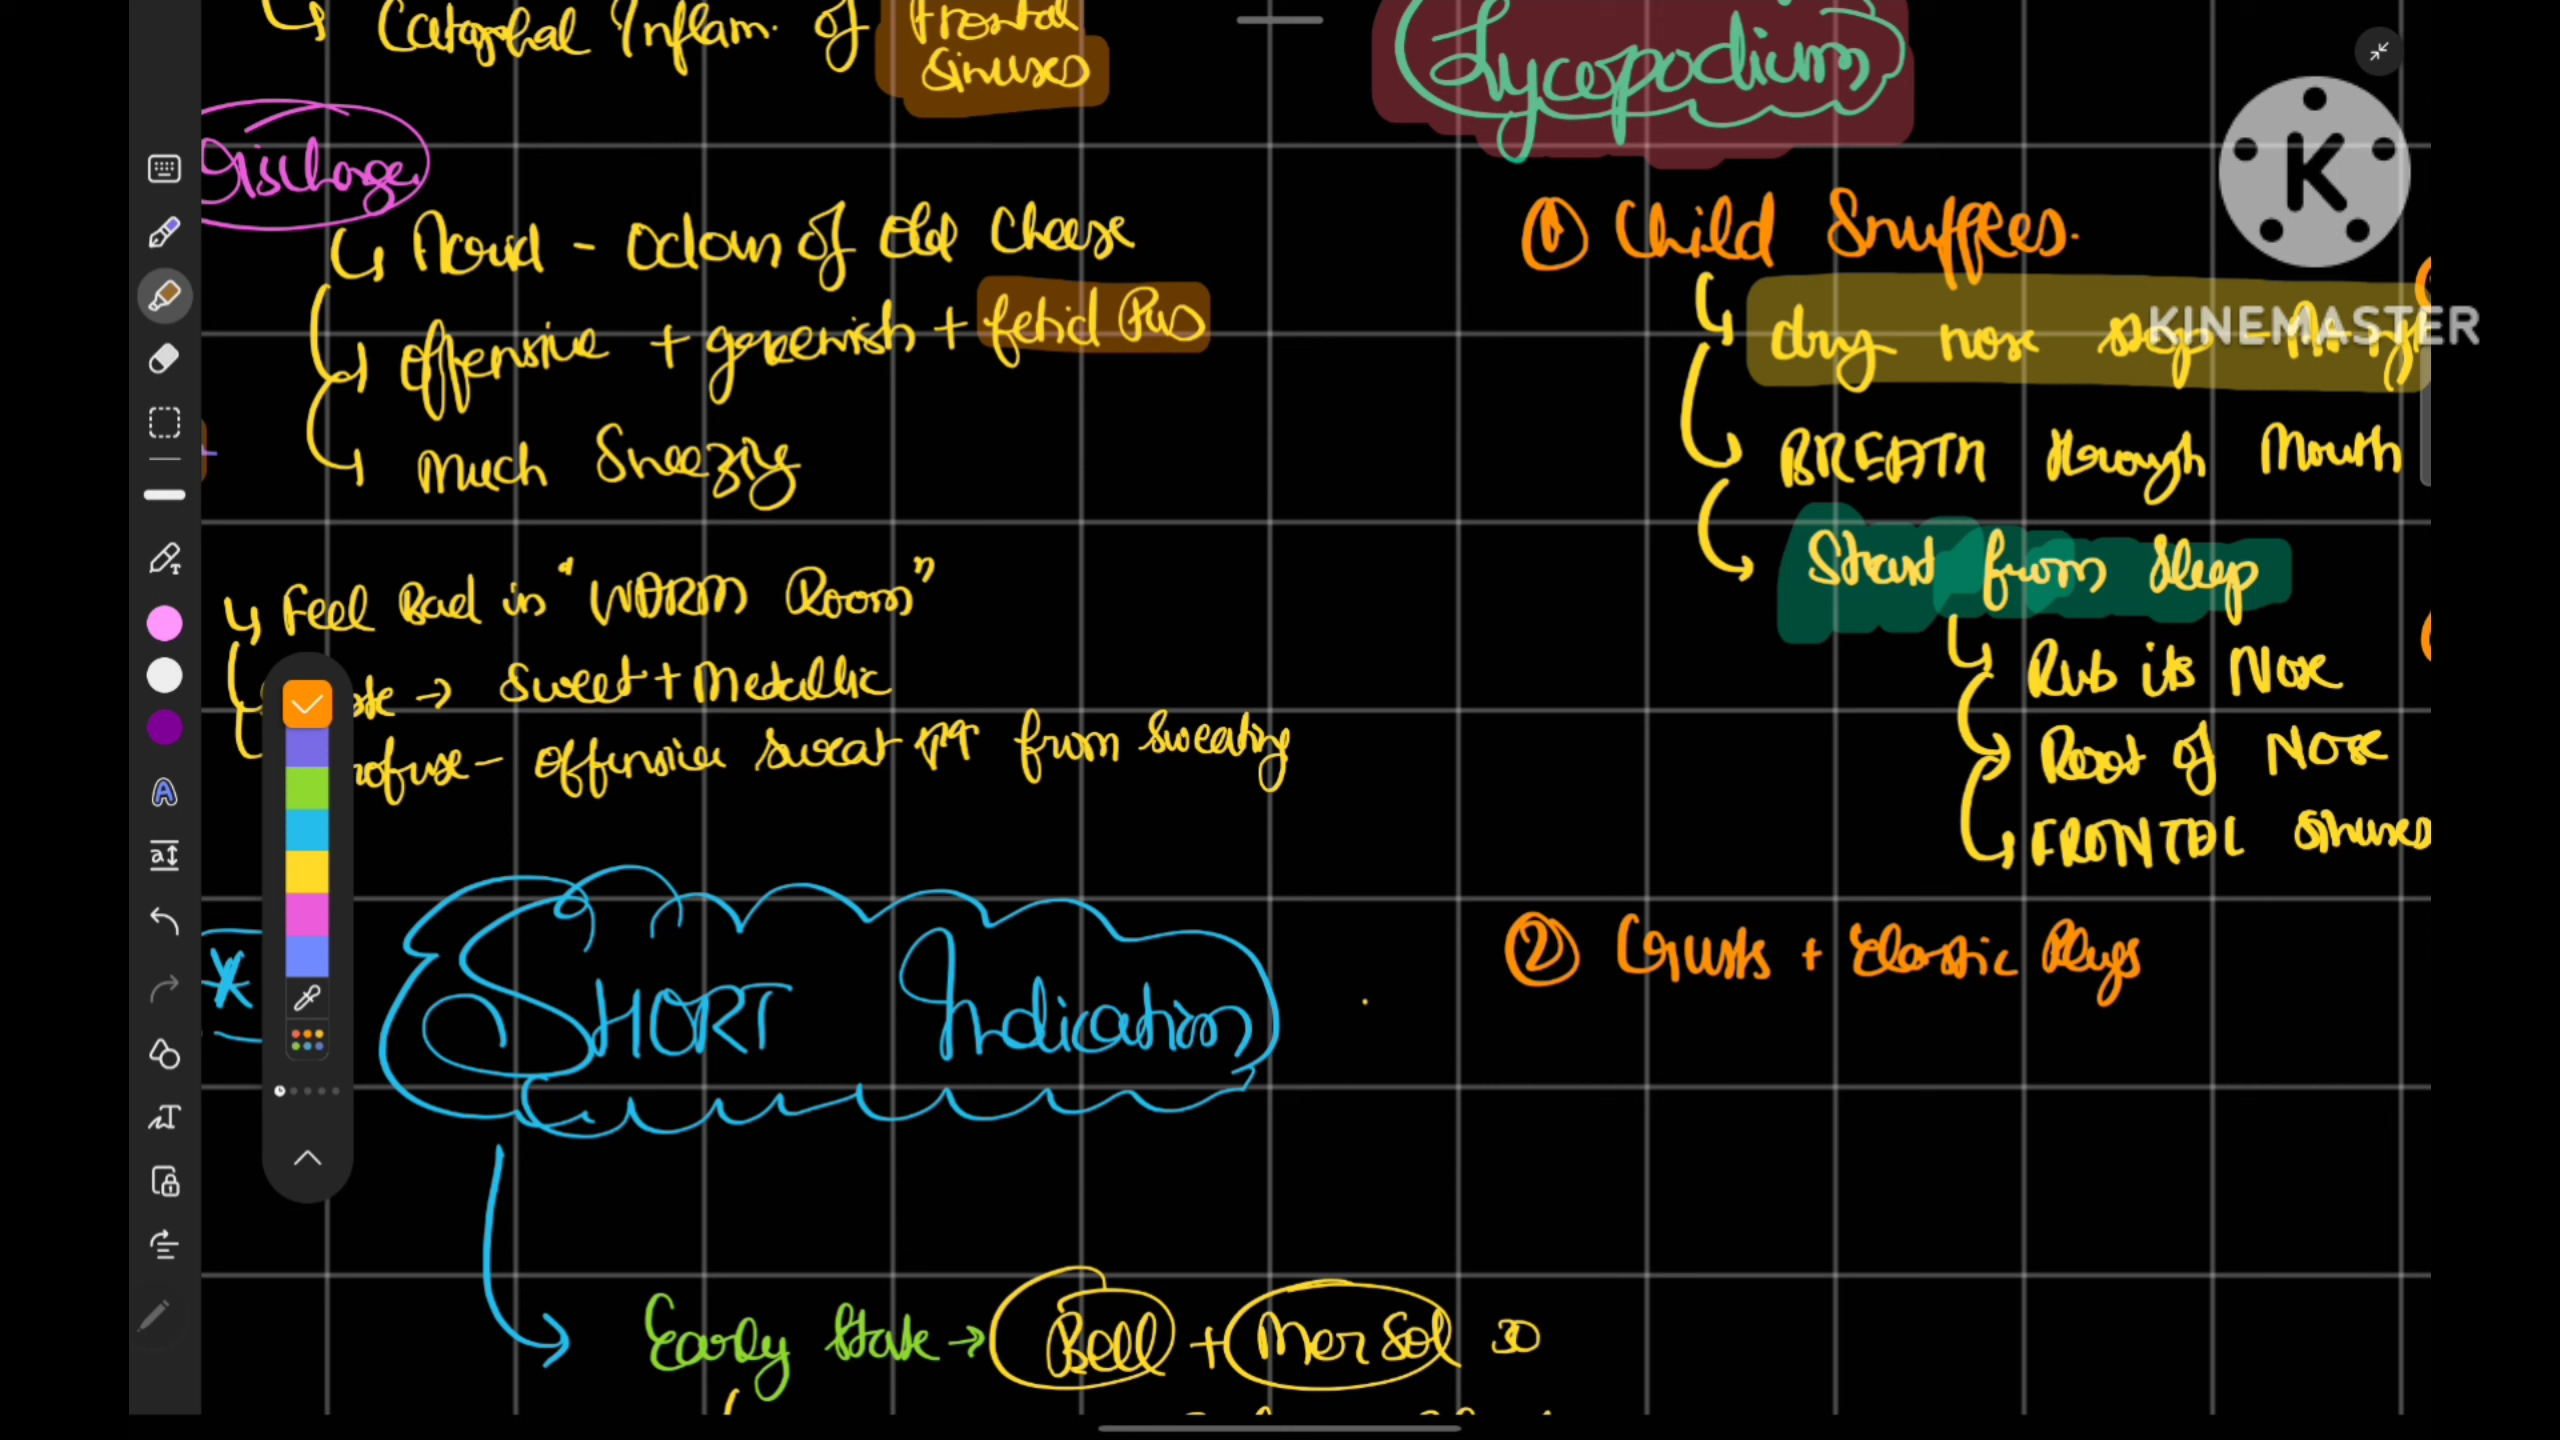 Catarrhal Inflam. of Frontal
Sinuses
Discharge
Acrid - Odour of Old Cheese
offensive + greenish + fetid Pus
Much Sneezing
Feel Bad in "WARM Room"
Sweet + Metallic
offensive Sweat from Sweating
SHORT Indication
Early State → Bell + Mer Sol 30
Lycopodium
① Child Snuffles.
dry nose stop
BREATH through Mouth
Start from Sleep
Rub its Nose
Root of Nose
FRONTAL Sinuses
② Crusts + Elastic Plugs
K
KINEMASTER